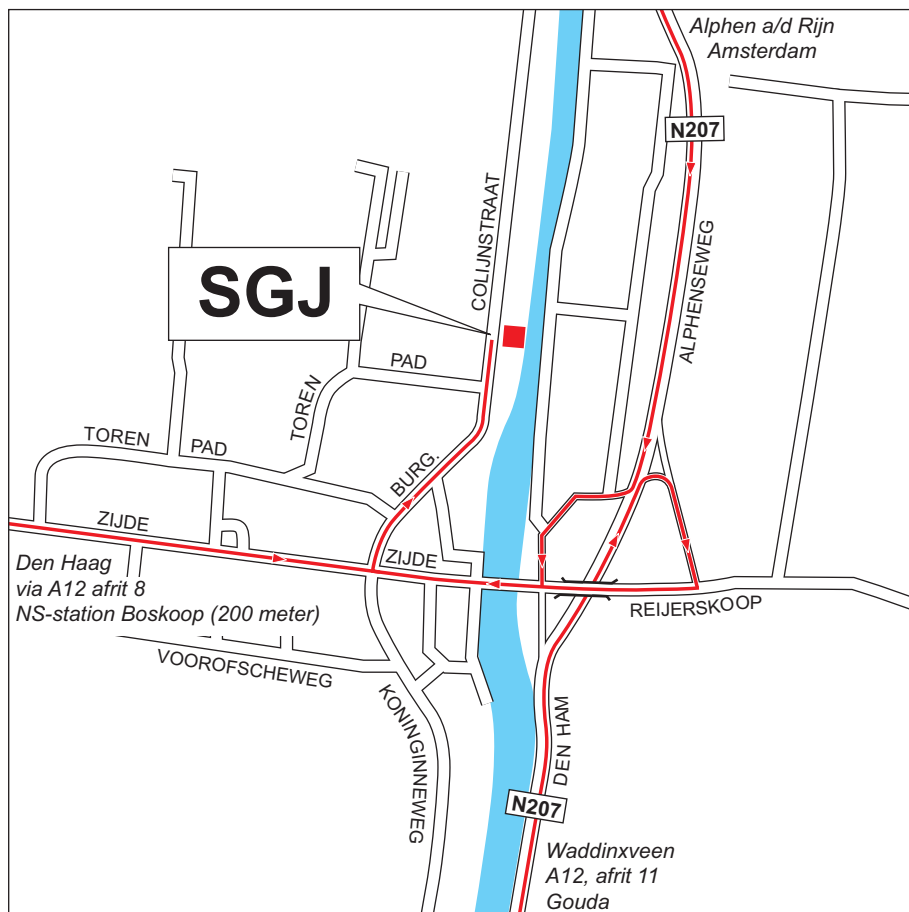 Alphen a/d Rijn
Amsterdam
N207
COLIJNSTRAAT
ALPHENSEWEG
SGJ
PAD
TOREN
TOREN
PAD
BURG.
ZIJDE
ZIJDE
Den Haag
via A12 afrit 8
NS-station Boskoop (200 meter)
REIJERSKOOP
VOOROFSCHEWEG
KONINGINNEWEG
DEN HAM
N207
Waddinxveen
A12, afrit 11
Gouda